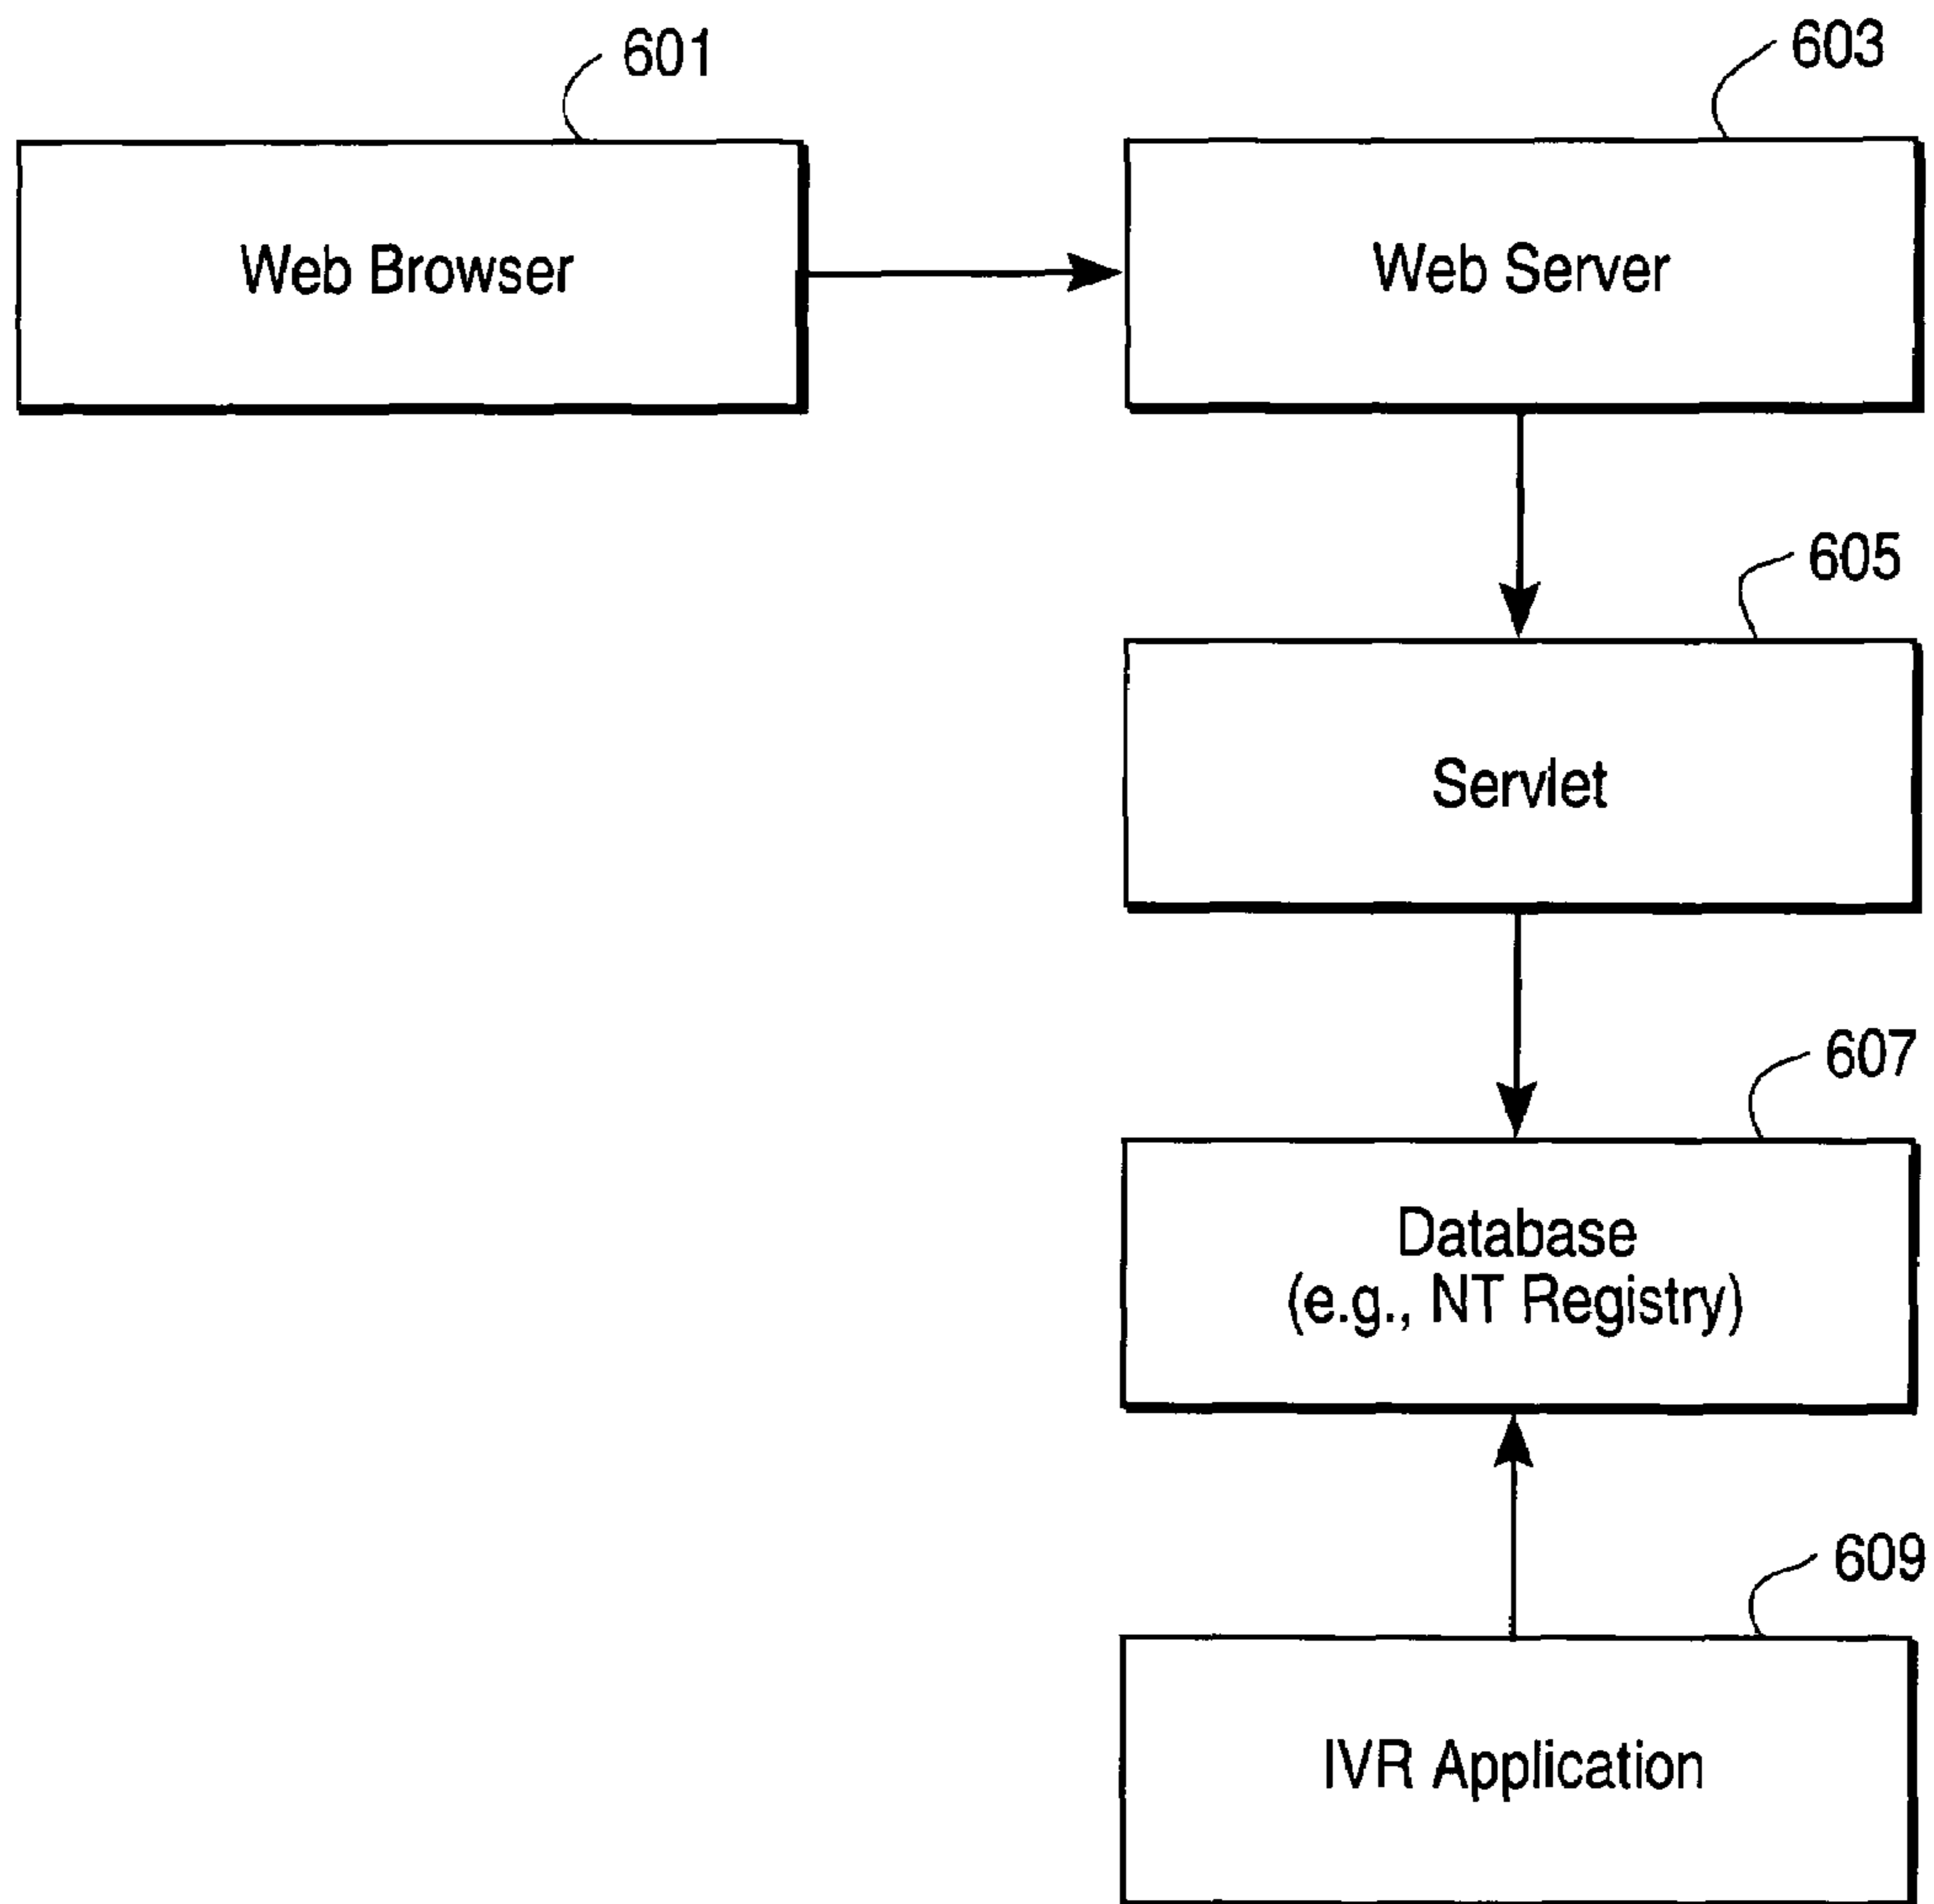 601
603
Web Browser
Web Server
605
Servlet
607
Database
(e.g., NT Registry)
609
IVR Application